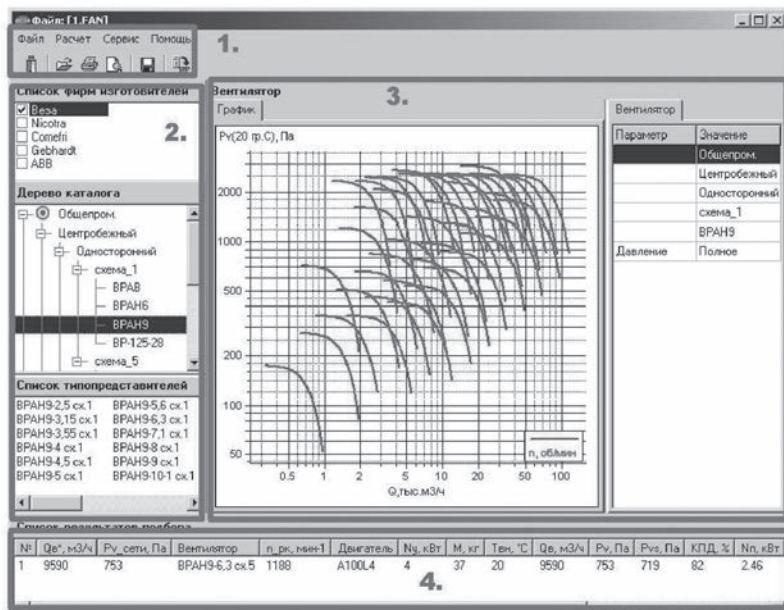 Файл: [1.FAN]
Файл Расчет Сервис Помощь
1.
Список фирм изготовителей
Веза
Nicotra
Comefri
Gebhardt
ABB
2.
Дерево каталога
Общепром.
Центробежный
Односторонний
схема_1
ВРАВ
ВРАН6
ВРАН9
ВР-125-28
схема_5
Список типопредставителей
ВРАН9-2,5 сх.1 ВРАН9-5,6 сх.1
ВРАН9-3,15 сх.1 ВРАН9-6,3 сх.1
ВРАН9-3,55 сх.1 ВРАН9-7,1 сх.1
ВРАН9-4 сх.1 ВРАН9-8 сх.1
ВРАН9-4,5 сх.1 ВРАН9-9 сх.1
ВРАН9-5 сх.1 ВРАН9-10-1 сх.1
Вентилятор
3.
График
Pv(20 гр.С), Па
2000
1000
500
200
100
50
0.5 1 2 5 10 20 50 100
Q,тыс.м3/ч
n, об/мин
Вентилятор
Параметр Значение
Общепром.
Центробежный
Односторонний
схема_1
ВРАН9
Давление Полное
Список результатов подбора
№ Qв*, м3/ч Pv_сети, Па Вентилятор n_рк, мин-1 Двигатель Ny, кВт М, кг Твн, °С Qв, м3/ч Pv, Па Pvs, Па КПД, % Nп, кВт
1 9590 753 ВРАН9-6,3 сх.5 1188 А100L4 4 37 20 9590 753 719 82 2.46
4.